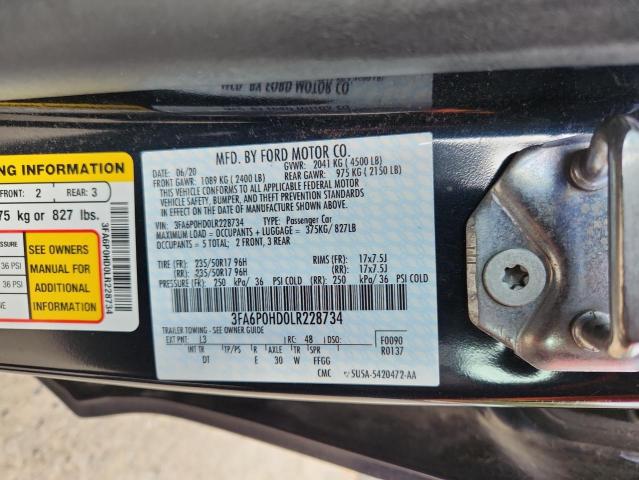 MFD. BY FORD MOTOR CO.
NG INFORMATION
FRONT: 2 REAR: 3
75 kg or 827 lbs.
36 PSI
36 PSI
SEE OWNERS
MANUAL FOR
ADDITIONAL
INFORMATION
3FA6P0HD0LR228734
MFD. BY FORD MOTOR CO.
06/20 GVWR: 2041 KG ( 4500 LB)
FRONT GAWR: 1089 KG ( 2400 LB) REAR GAWR: 975 KG ( 2150 LB)
THIS VEHICLE CONFORMS TO ALL APPLICABLE FEDERAL MOTOR
VEHICLE SAFETY, BUMPER, AND THEFT PREVENTION STANDARDS
IN EFFECT ON THE DATE OF MANUFACTURE SHOWN ABOVE.
VIN: 3FA6P0HD0LR228734 TYPE: Passenger Car
MAXIMUM LOAD = OCCUPANTS + LUGGAGE = 375KG/ 827LB
OCCUPANTS = 5 TOTAL; 2 FRONT, 3 REAR
TIRE (FR): 235/50R17 96H RIMS (FR): 17x7.5J
(RR): 235/50R17 96H (RR): 17x7.5J
PRESSURE (FR): 250 kPa/ 36 PSI COLD (RR): 250 kPa/ 36 PSI COLD
3FA6P0HD0LR228734
TRAILER TOWING - SEE OWNER GUIDE
EXT PNT: L3 RC: 48 DSO: F0090
R0137
INT TR TP/PS R AXLE TR SPR
DT E 30 W FFGG
CMC 5USA-5420472-AA